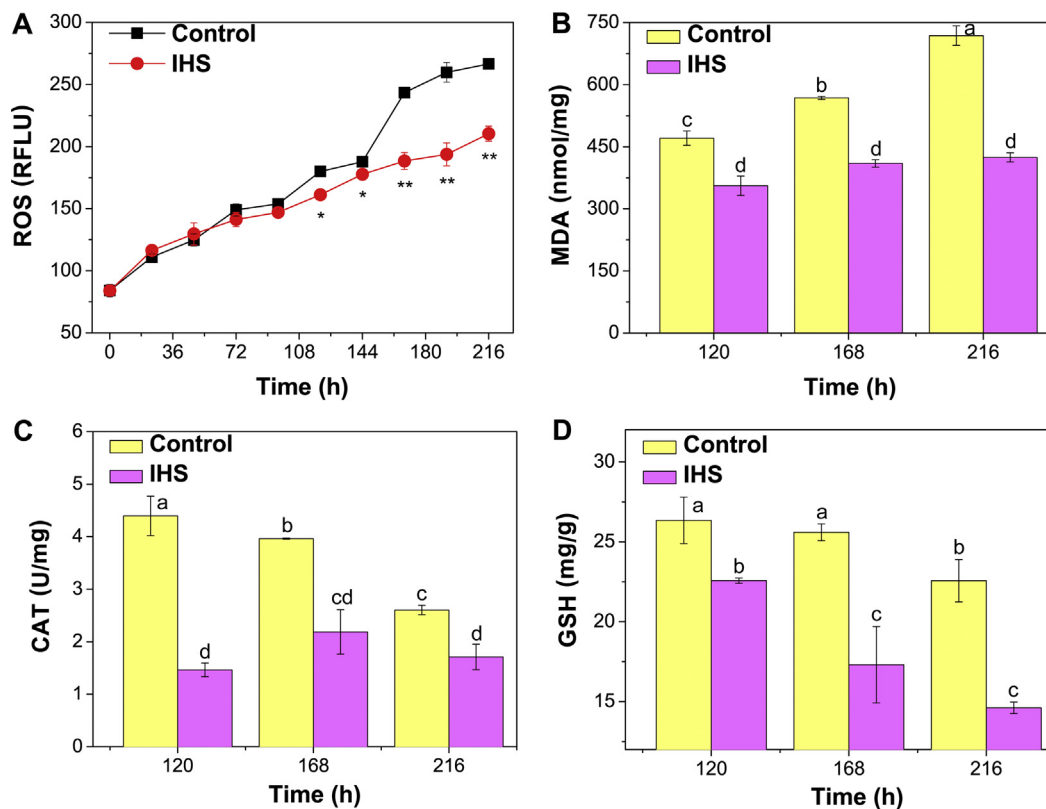 A
Control
IHS
300
250
200
150
100
50
ROS (RFLU)
*
*
**
**
**
0 36 72 108 144 180 216
Time (h)
B
Control
IHS
750
600
450
300
150
0
MDA (nmol/mg)
c
d
b
d
a
d
120 168 216
Time (h)
C
Control
IHS
6
5
4
3
2
1
0
CAT (U/mg)
a
d
b
cd
c
d
120 168 216
Time (h)
D
Control
IHS
30
25
20
15
GSH (mg/g)
a
b
a
c
b
c
120 168 216
Time (h)